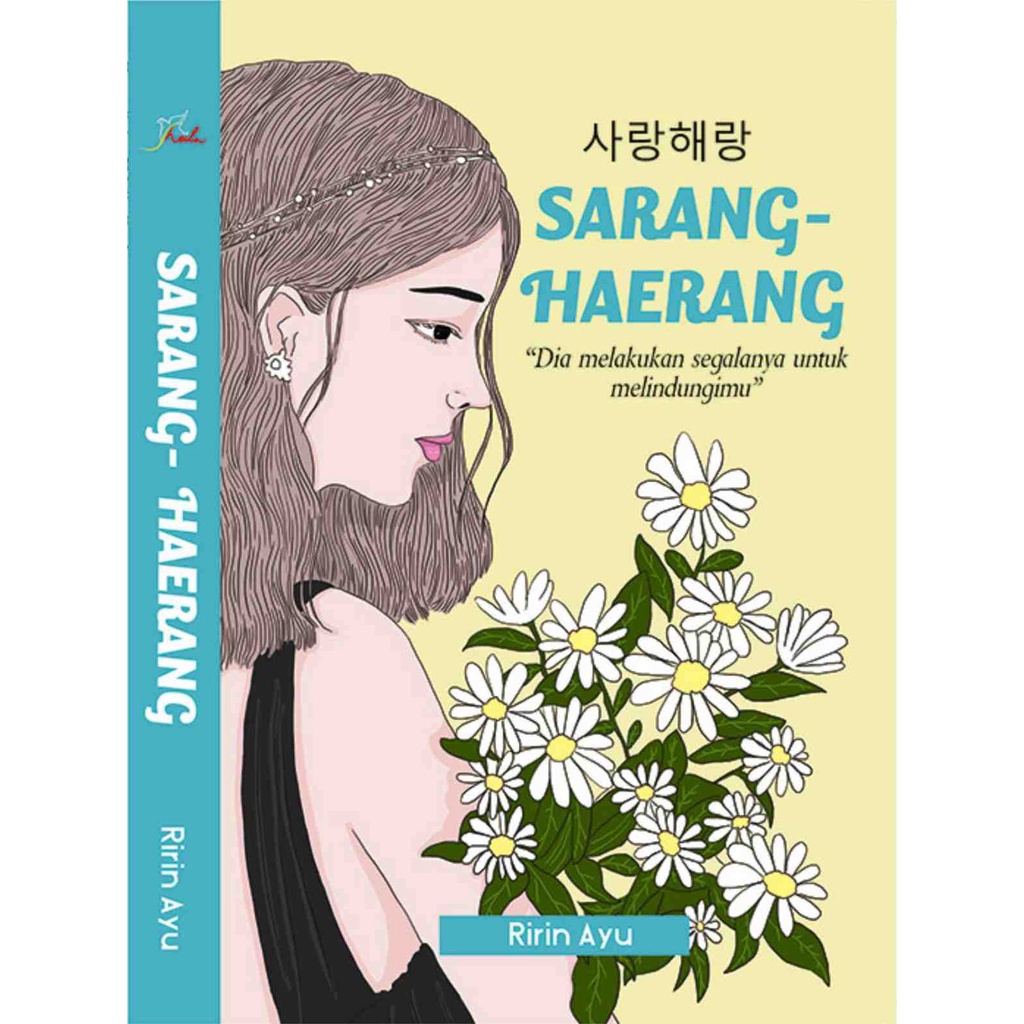 사랑해랑
SARANG-
HAERANG
“Dia melakukan segalanya untuk
melindungimu”
Ririn Ayu
SARANG- HAERANG
Ririn Ayu